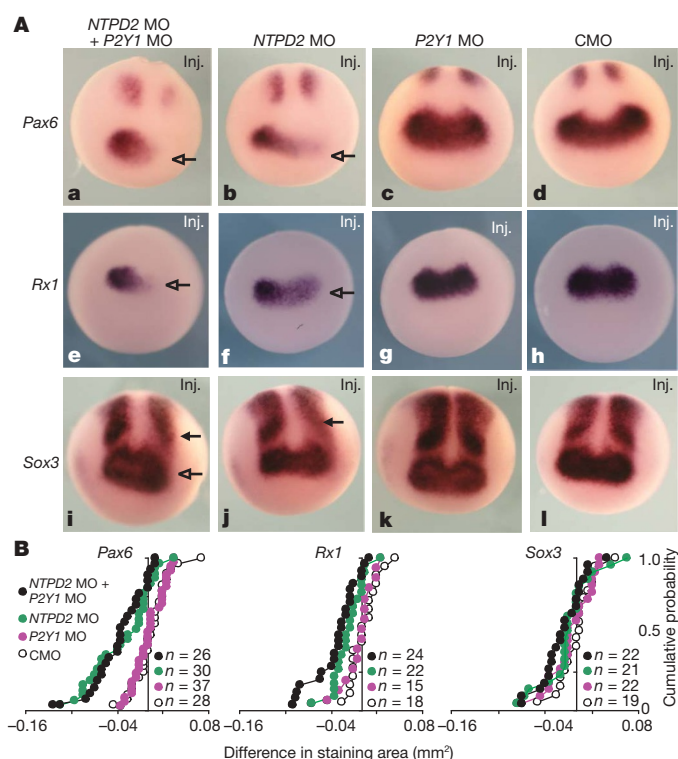 A
NTPD2 MO + P2Y1 MO
NTPD2 MO
P2Y1 MO
CMO
Pax6
Inj.
Inj.
Inj.
Inj.
a
b
c
d
Rx1
Inj.
Inj.
Inj.
Inj.
e
f
g
h
Sox3
Inj.
Inj.
Inj.
Inj.
i
j
k
l
B
Pax6
Rx1
Sox3
NTPD2 MO +
P2Y1 MO
NTPD2 MO
P2Y1 MO
CMO
n = 26
n = 30
n = 37
n = 28
n = 24
n = 22
n = 15
n = 18
n = 22
n = 21
n = 22
n = 19
1.0
0.5
0
Cumulative probability
−0.16
−0.04
0.08
−0.04
0.08
−0.04
0.08
Difference in staining area (mm²)